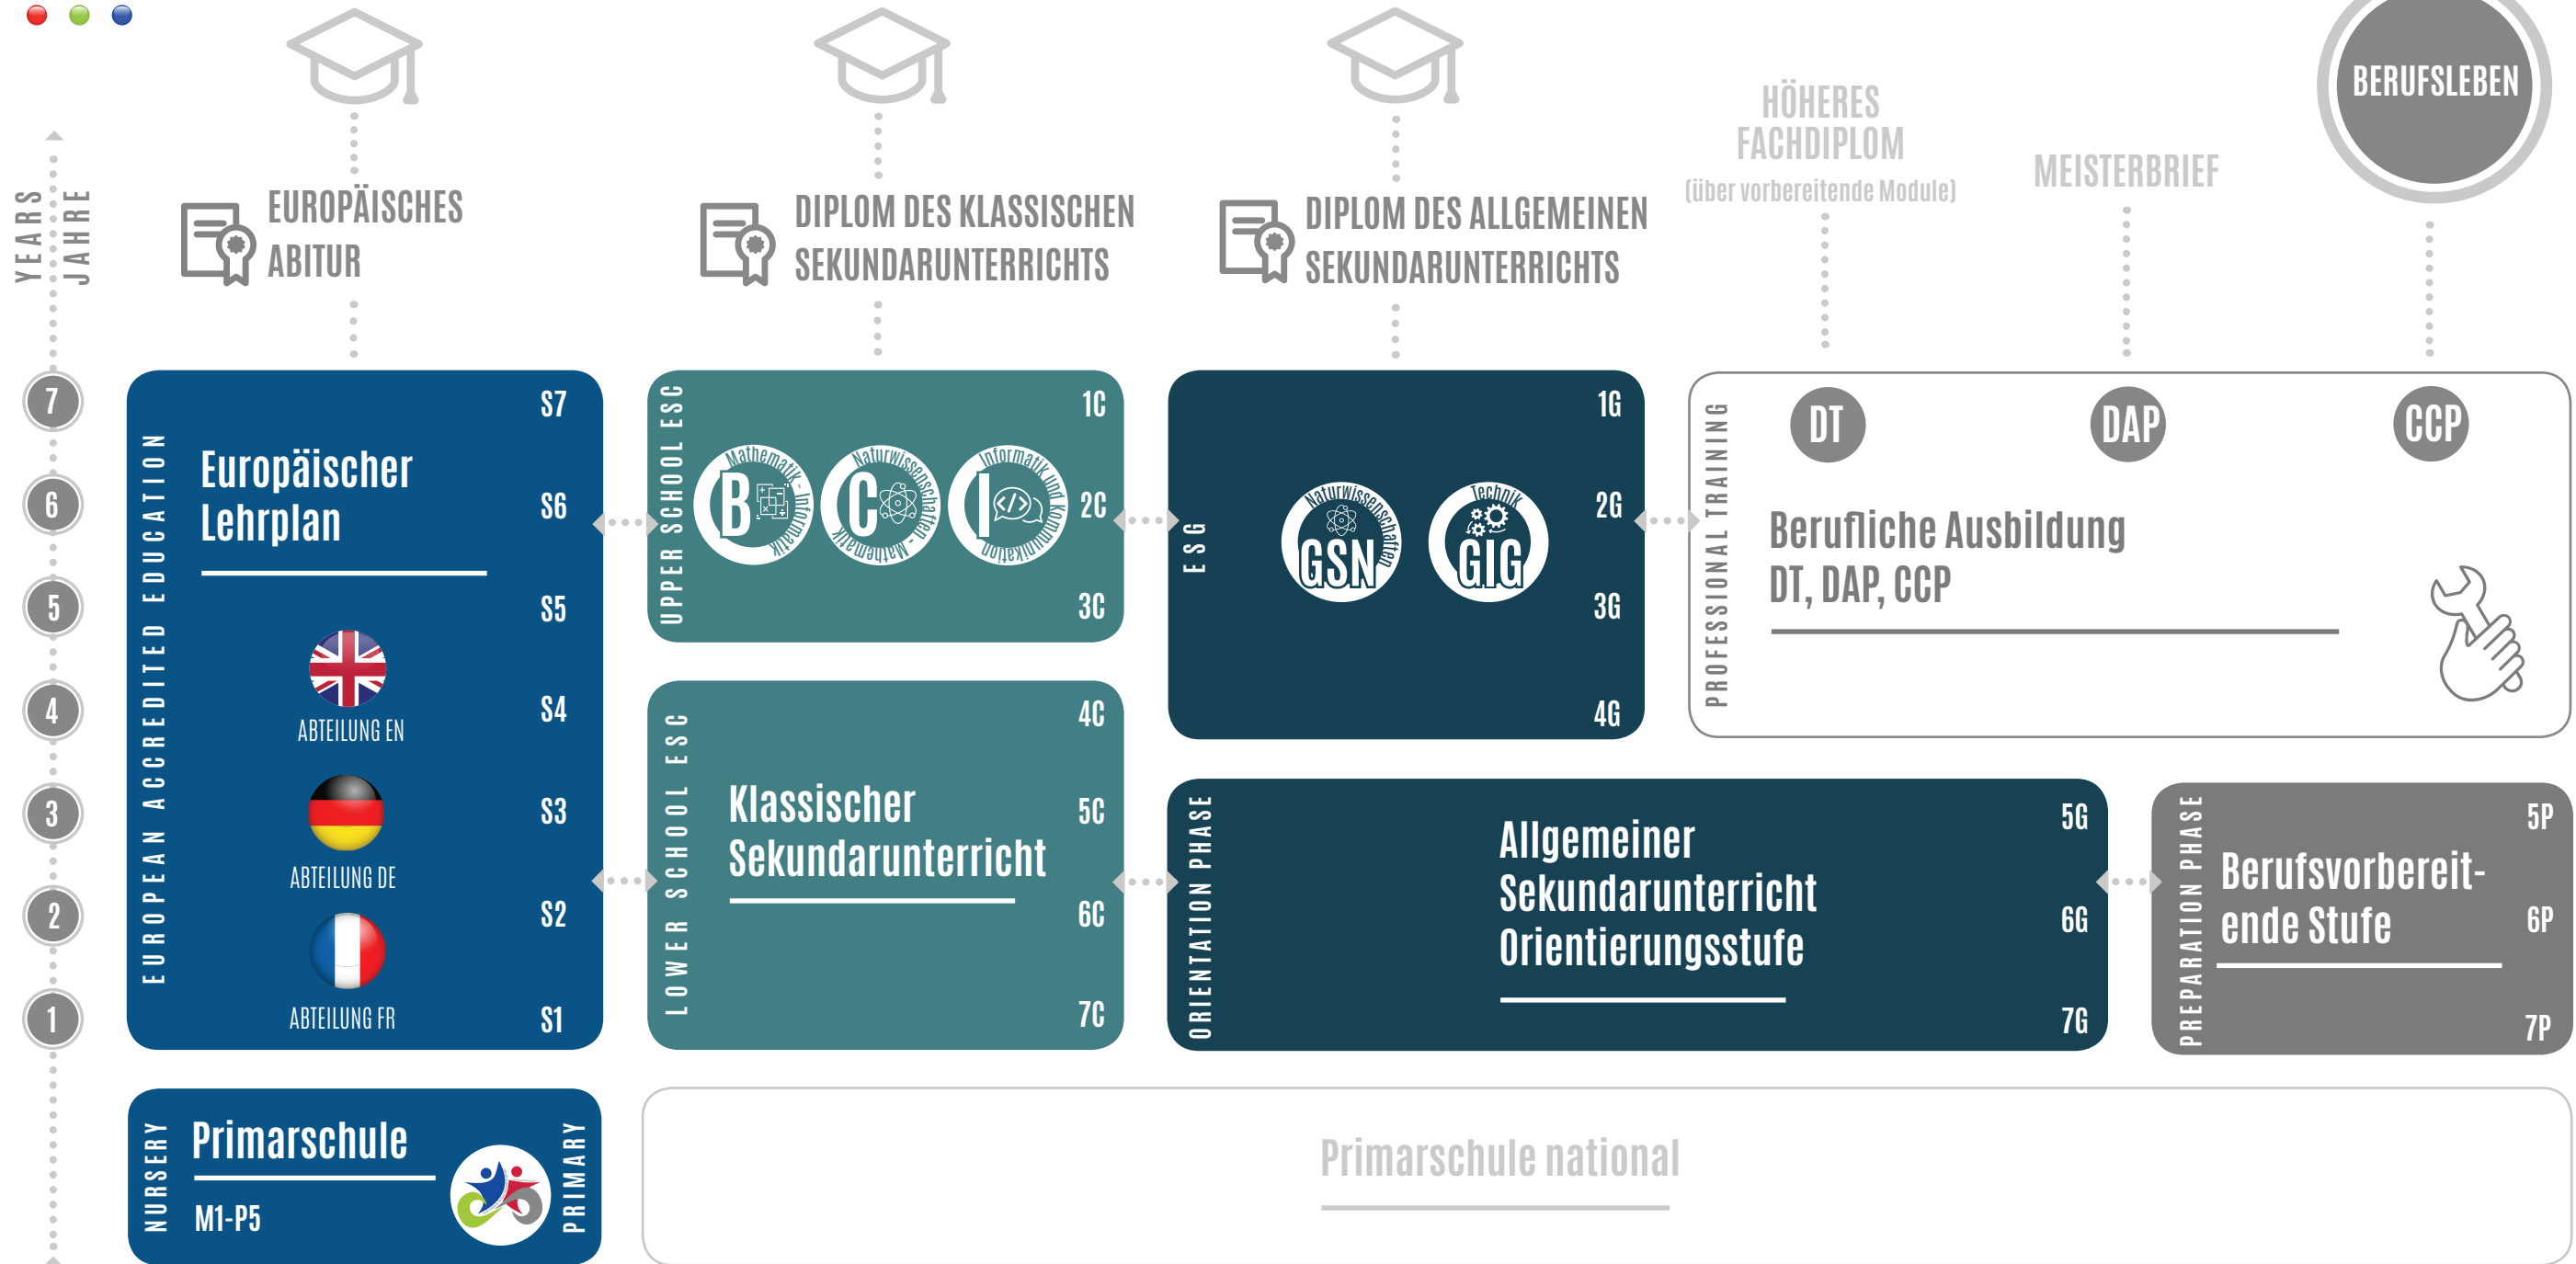 YEARS
JAHRE
7
6
5
4
3
2
1
EUROPÄISCHES
ABITUR
DIPLOM DES KLASSISCHEN
SEKUNDARUNTERRICHTS
DIPLOM DES ALLGEMEINEN
SEKUNDARUNTERRICHTS
HÖHERES
FACHDIPLOM
(über vorbereitende Module)
MEISTERBRIEF
BERUFSLEBEN
EUROPEAN ACCREDITED EDUCATION
Europäischer
Lehrplan
ABTEILUNG EN
ABTEILUNG DE
ABTEILUNG FR
S7
S6
S5
S4
S3
S2
S1
UPPER SCHOOL ESC
Mathematik - Informatik
B
Naturwissenschaften - Mathematik
C
Informatik und Kommunikation
I
1C
2C
3C
LOWER SCHOOL ESC
Klassischer
Sekundarunterricht
4C
5C
6C
7C
ESG
Naturwissenschaften
GSN
Technik
GIG
1G
2G
3G
4G
PROFESSIONAL TRAINING
DT
DAP
CCP
Berufliche Ausbildung
DT, DAP, CCP
ORIENTATION PHASE
Allgemeiner
Sekundarunterricht
Orientierungsstufe
5G
6G
7G
PREPARATION PHASE
Berufsvorbereit-
ende Stufe
5P
6P
7P
NURSERY
Primarschule
M1-P5
PRIMARY
Primarschule national